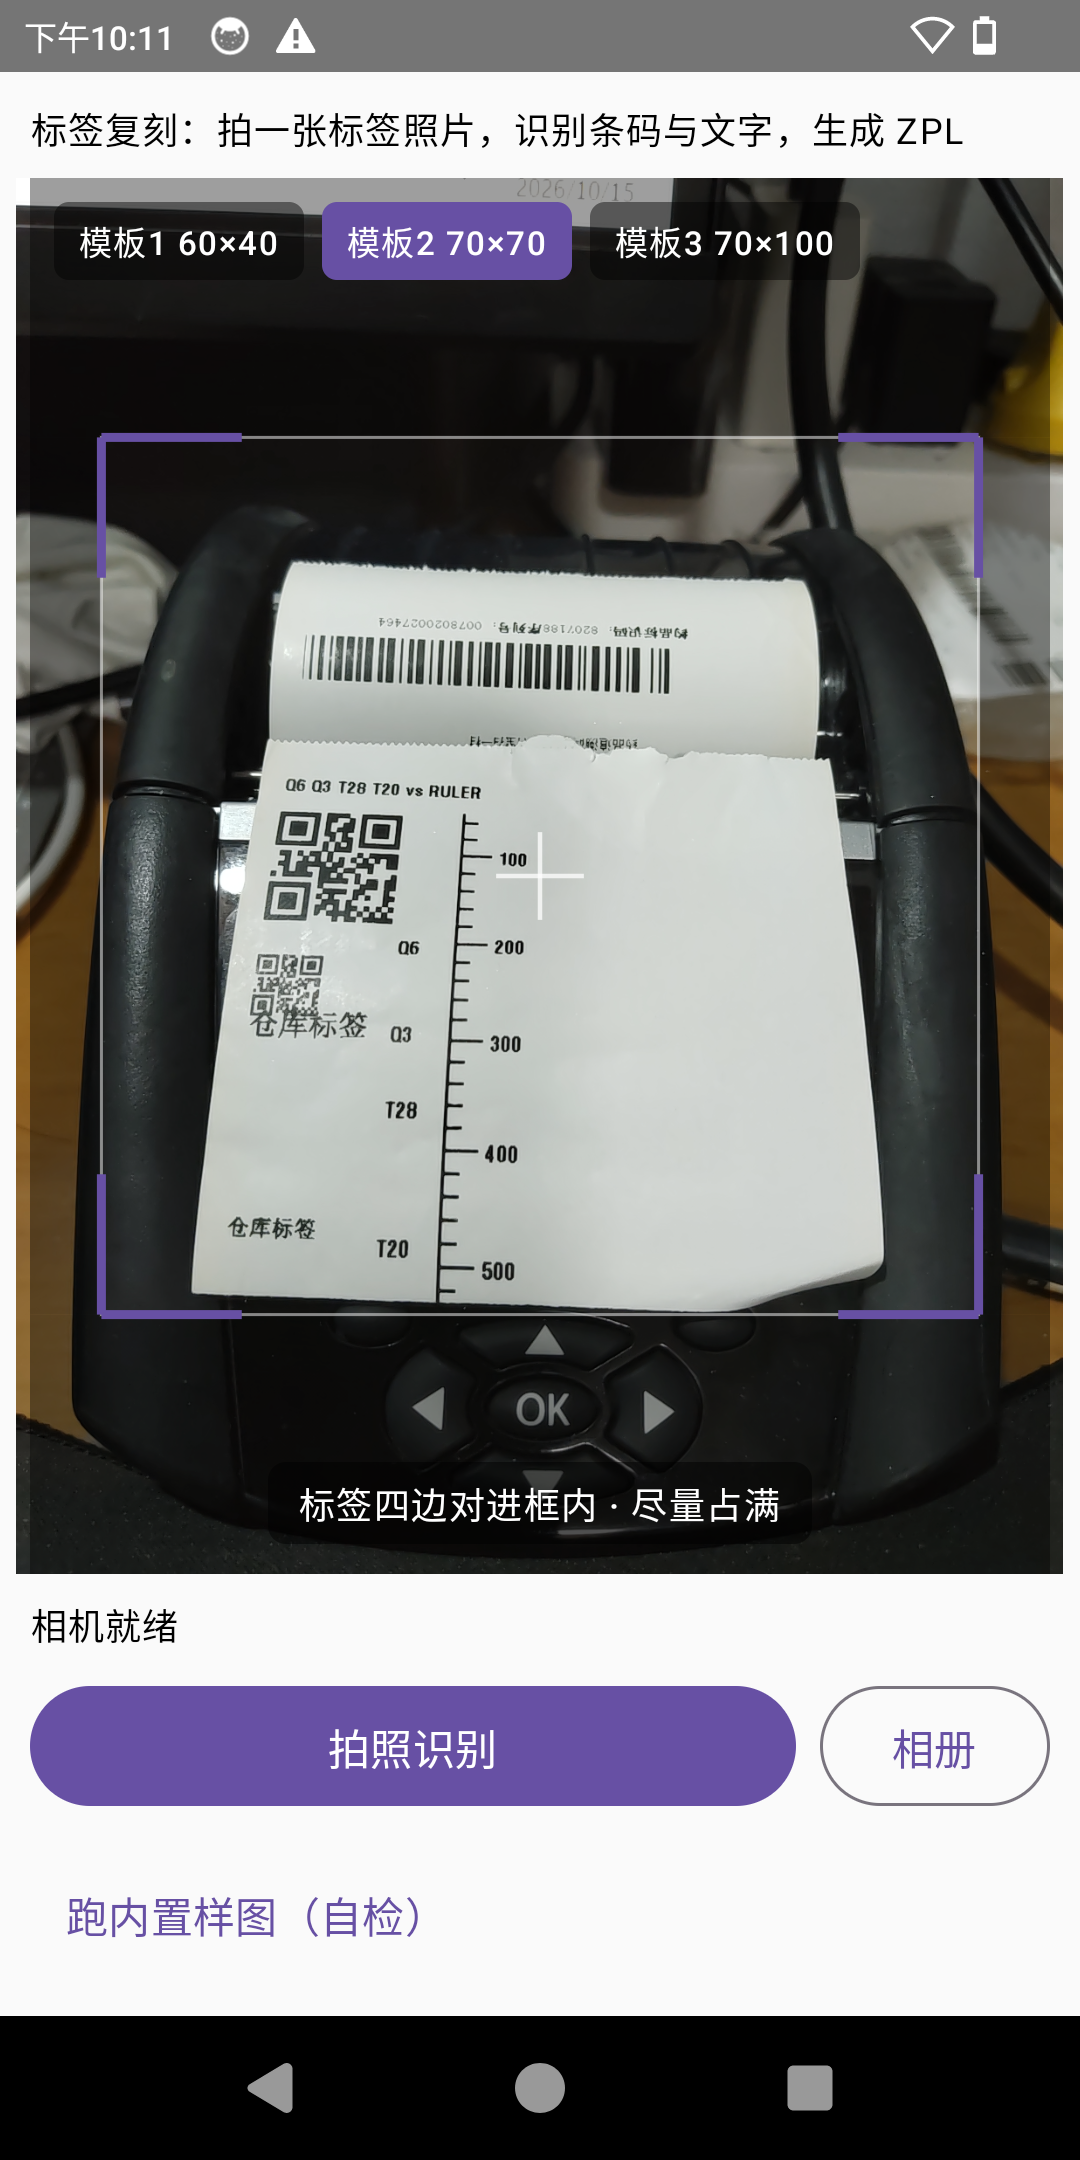 下午10:11
标签复刻：拍一张标签照片，识别条码与文字，生成 ZPL
2026/10/15
模板1 60×40
模板2 70×70
模板3 70×100
Q6 Q3 T28 T20 vs RULER
100
Q6
200
仓库标签
Q3
300
T28
400
仓库标签
T20
500
OK
标签四边对进框内 · 尽量占满
相机就绪
拍照识别
相册
跑内置样图（自检）